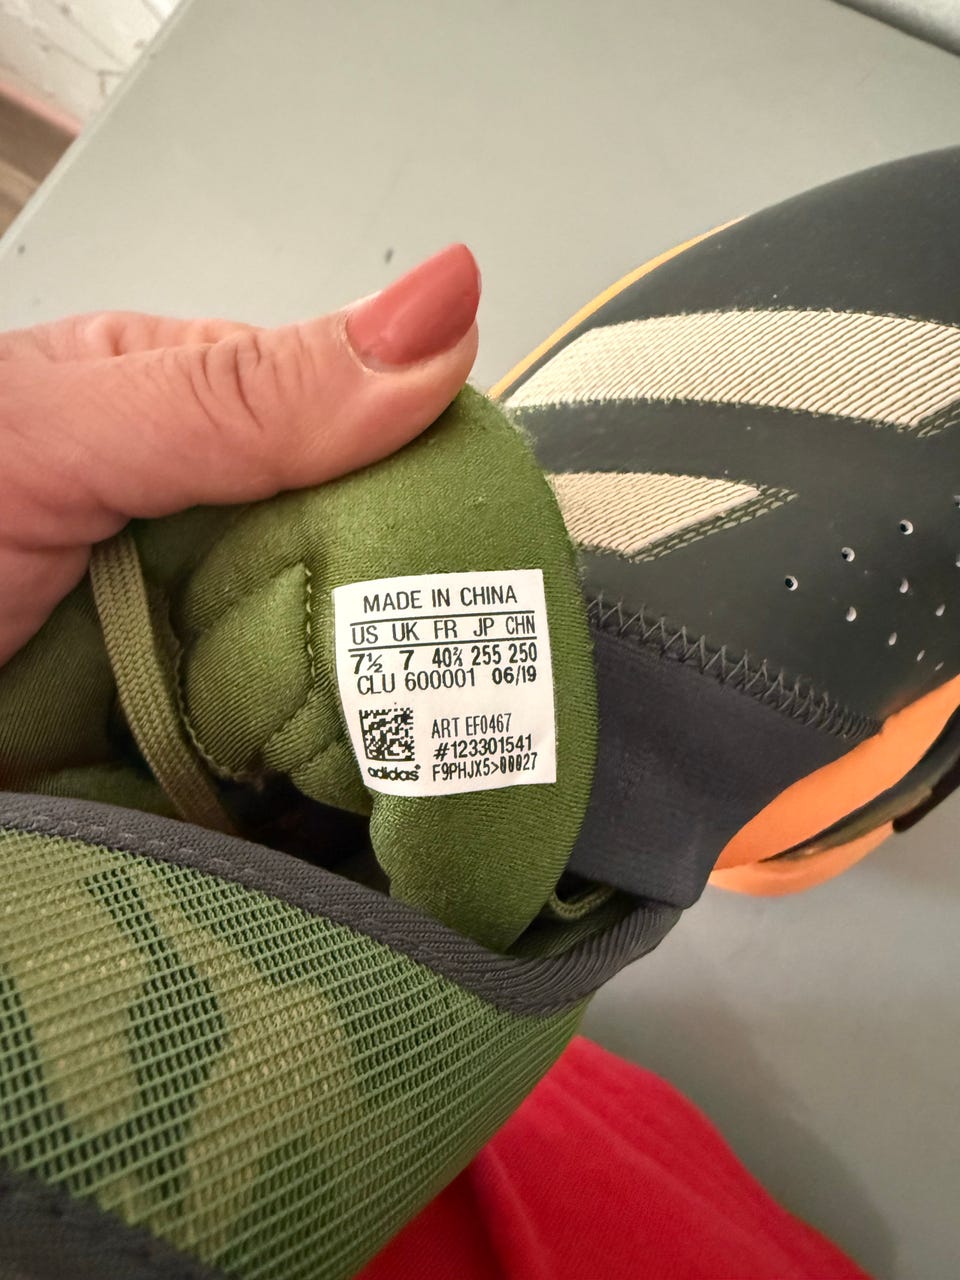 MADE IN CHINA
US UK FR JP CHN
7½ 7 40⅔ 255 250
CLU 600001 06/19
ART EF0467
#123301541
adidas® F9PHJX5>00027